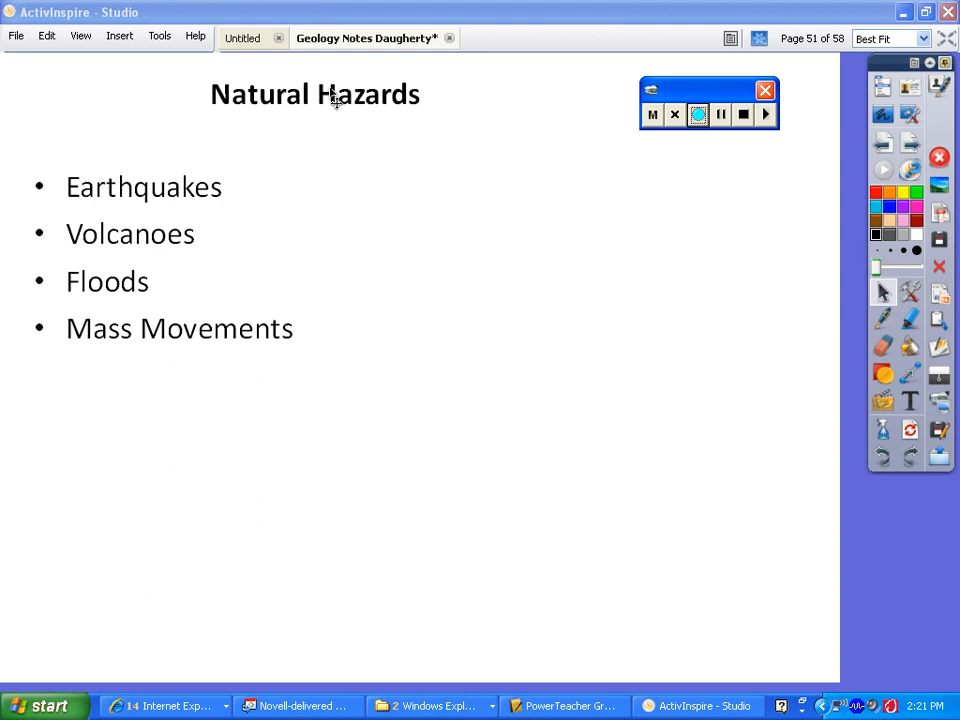 ActivInspire - Studio
File Edit View Insert Tools Help
Untitled
Geology Notes Daugherty*
Page 51 of 58
Best Fit
Natural Hazards
M
• Earthquakes
• Volcanoes
• Floods
• Mass Movements
T
start
14 Internet Exp...
Novell-delivered ...
2 Windows Expl...
PowerTeacher Gr...
ActivInspire - Studio
2:21 PM